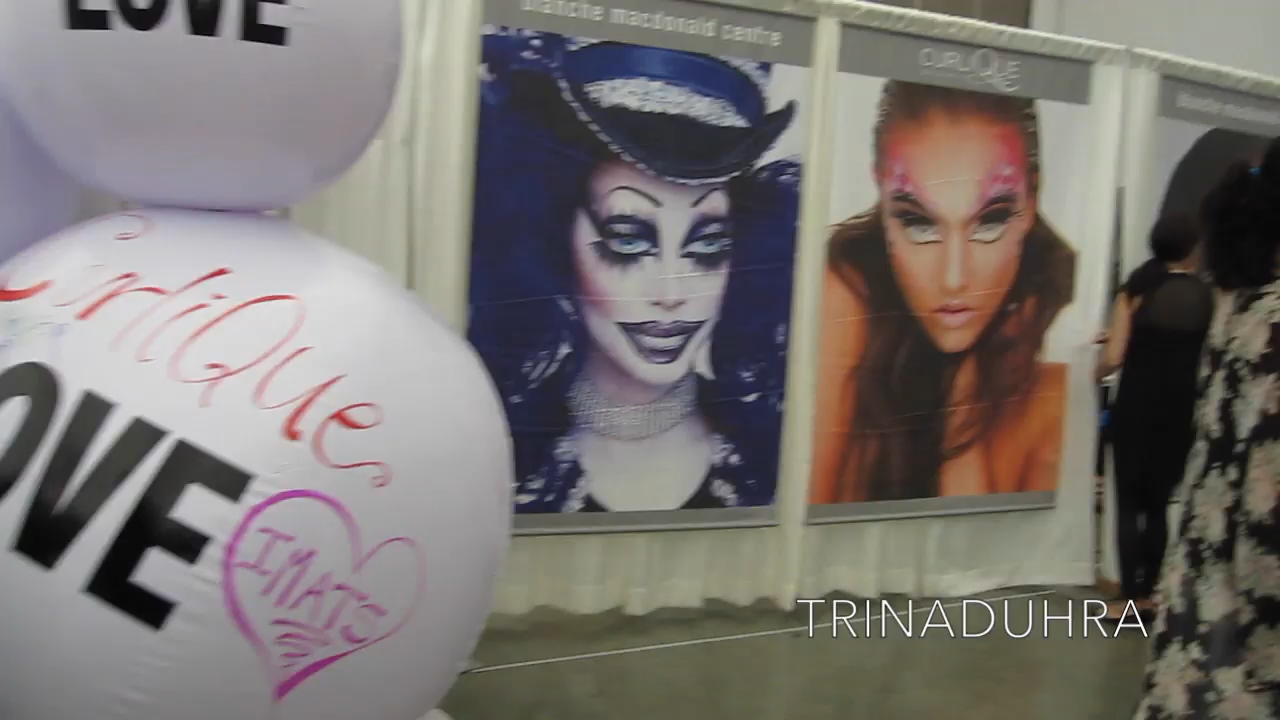 LOVE
CurliQue
OVE
IMATS
blanche macdonald centre
CURLIQUE
TRINADUHRA